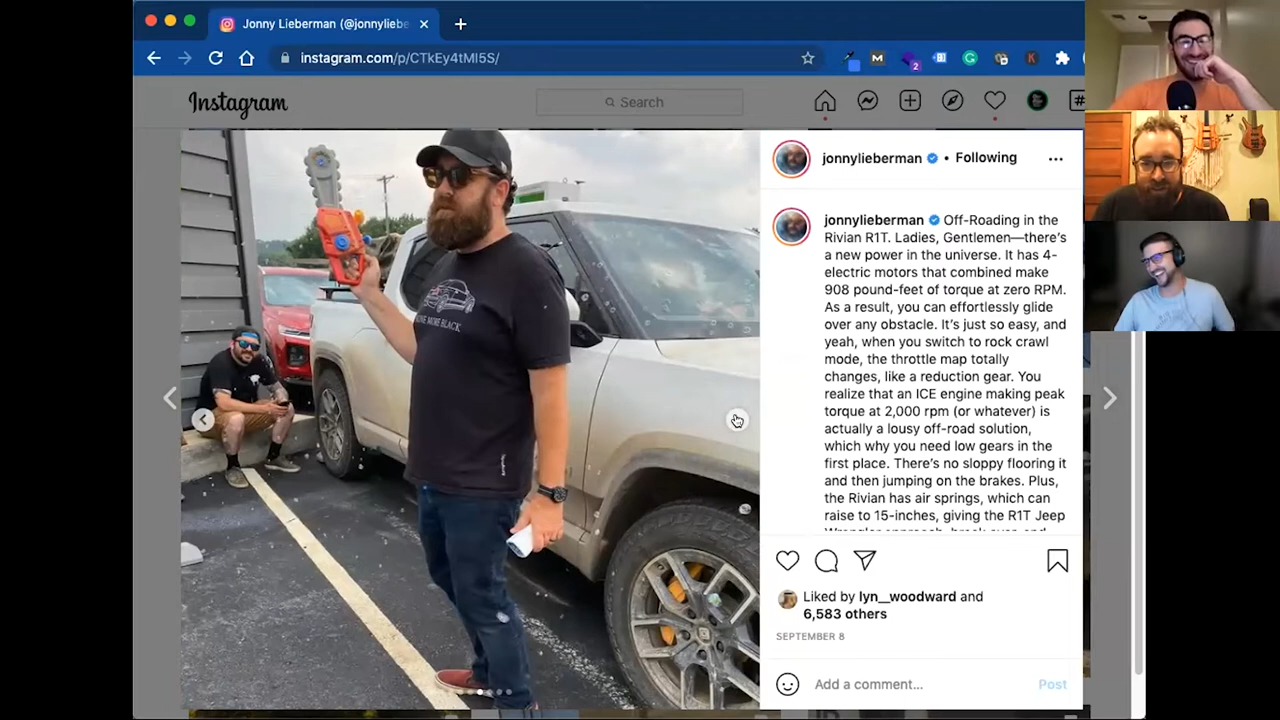 Jonny Lieberman (@jonnyliebe
instagram.com/p/CTkEy4tMI5S/
M
2
K
Instagram
Search
jonnylieberman • Following
jonnylieberman Off-Roading in the
Rivian R1T. Ladies, Gentlemen—there's
a new power in the universe. It has 4-
electric motors that combined make
908 pound-feet of torque at zero RPM.
As a result, you can effortlessly glide
over any obstacle. It's just so easy, and
yeah, when you switch to rock crawl
mode, the throttle map totally
changes, like a reduction gear. You
realize that an ICE engine making peak
torque at 2,000 rpm (or whatever) is
actually a lousy off-road solution,
which why you need low gears in the
first place. There's no sloppy flooring it
and then jumping on the brakes. Plus,
the Rivian has air springs, which can
raise to 15-inches, giving the R1T Jeep
MORE BLACK
Liked by lyn__woodward and
6,583 others
SEPTEMBER 8
Add a comment...
Post